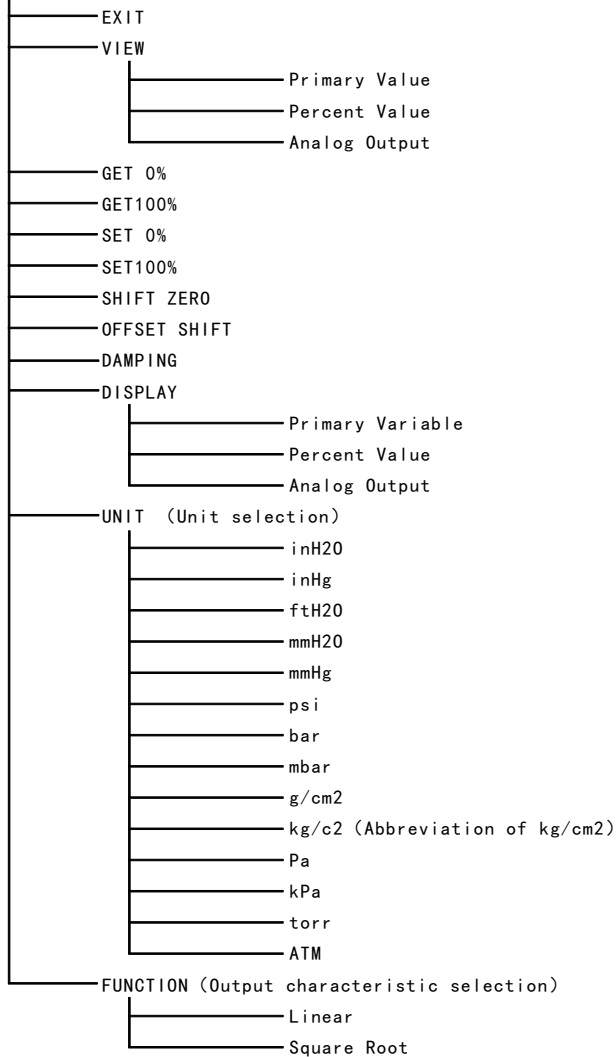 EXIT
VIEW
Primary Value
Percent Value
Analog Output
GET 0%
GET100%
SET 0%
SET100%
SHIFT ZERO
OFFSET SHIFT
DAMPING
DISPLAY
Primary Variable
Percent Value
Analog Output
UNIT (Unit selection)
inH2O
inHg
ftH2O
mmH2O
mmHg
psi
bar
mbar
g/cm2
kg/c2 (Abbreviation of kg/cm2)
Pa
kPa
torr
ATM
FUNCTION (Output characteristic selection)
Linear
Square Root